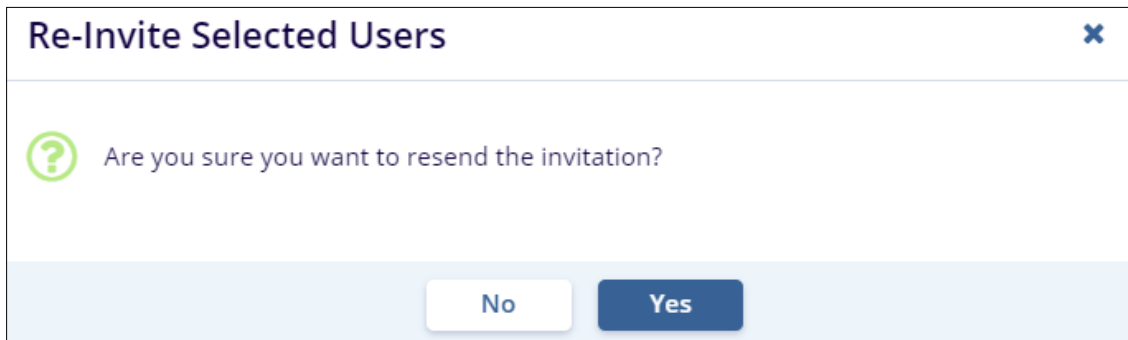 Re-Invite Selected Users
Are you sure you want to resend the invitation?
No
Yes